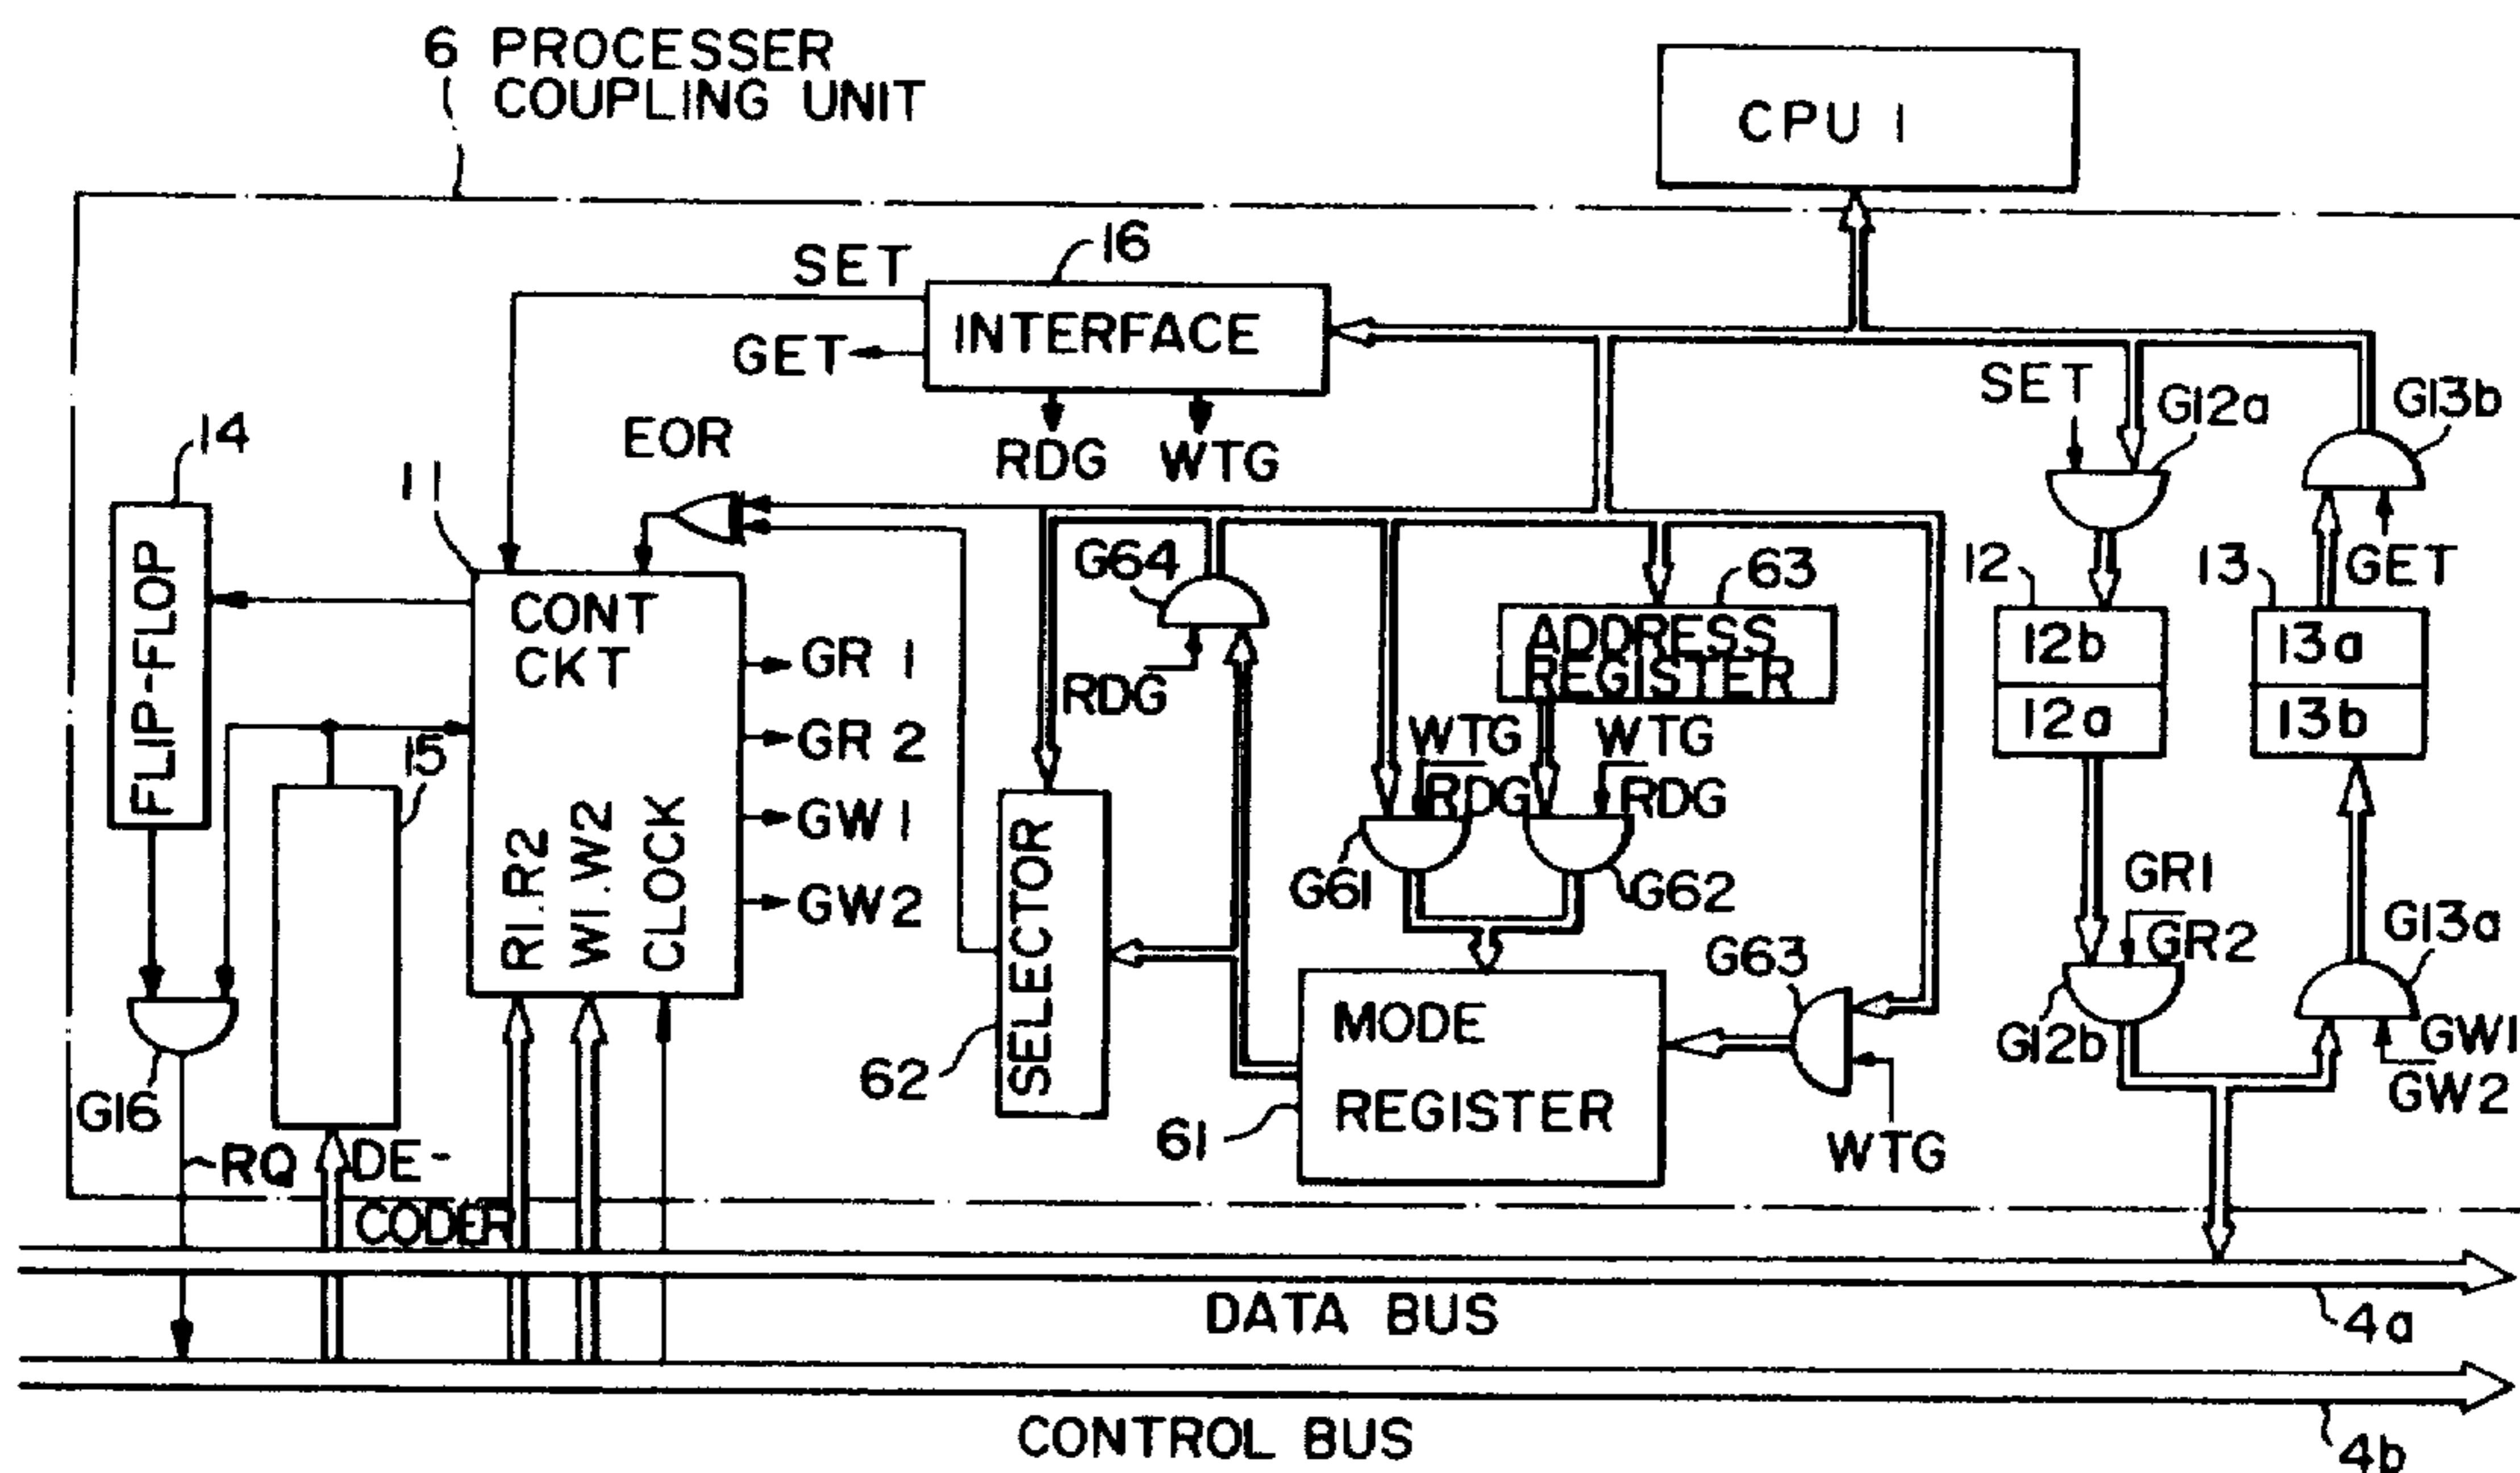 6 PROCESSER
COUPLING UNIT
CPU 1
16
SET
INTERFACE
GET
SET
G12a
G13b
14
EOR
RDG
WTG
11
FLIP-FLOP
G64
63
12
13
GET
CONT
CKT
GR 1
ADDRESS
REGISTER
12b
13a
RDG
12a
13b
GR 2
WTG
WTG
15
RDG
RDG
GW 1
R1.R2
W1.W2
CLOCK
SELECTOR
GR1
G61
G62
GW2
GR2
G13a
G63
MODE
REGISTER
G12b
GW1
GW2
62
G16
61
WTG
RQ
DE-
CODER
DATA BUS
4a
CONTROL BUS
4b